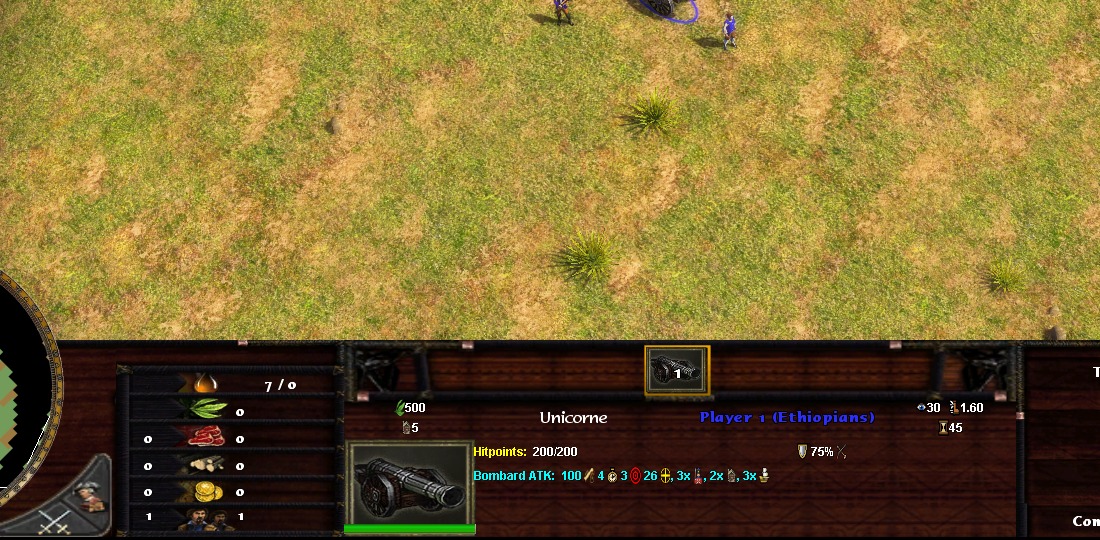 1
7 / 0
0
0 0
0 0
0 0
1 1
500
5
Unicorne
Player 1 (Ethiopians)
30 1.60
45
Hitpoints: 200/200 75%
Bombard ATK: 100 4 3 26 , 3x , 2x , 3x
T
Con